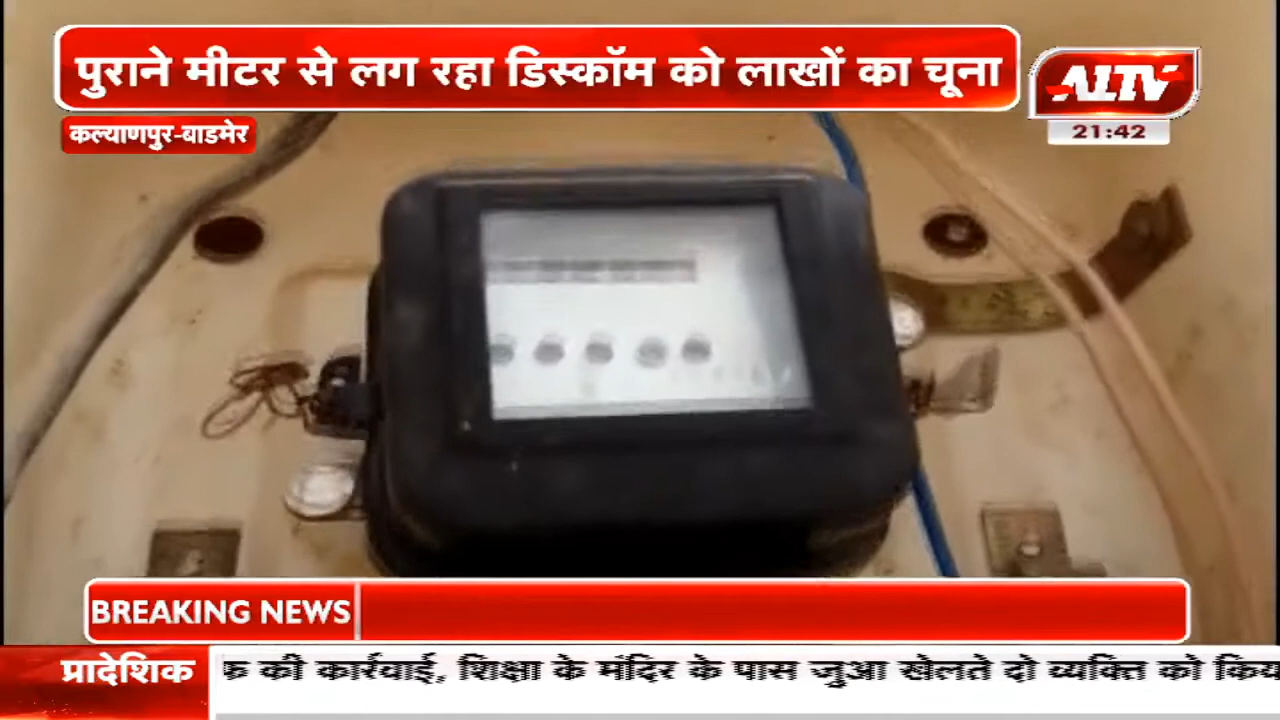 पुराने मीटर से लग रहा डिस्कॉम को लाखों का चूना
ALTV
21:42
कल्याणपुर-बाडमेर
BREAKING NEWS
प्रादेशिक
की कार्रवाई, शिक्षा के मंदिर के पास जुआ खेलते दो व्यक्ति को